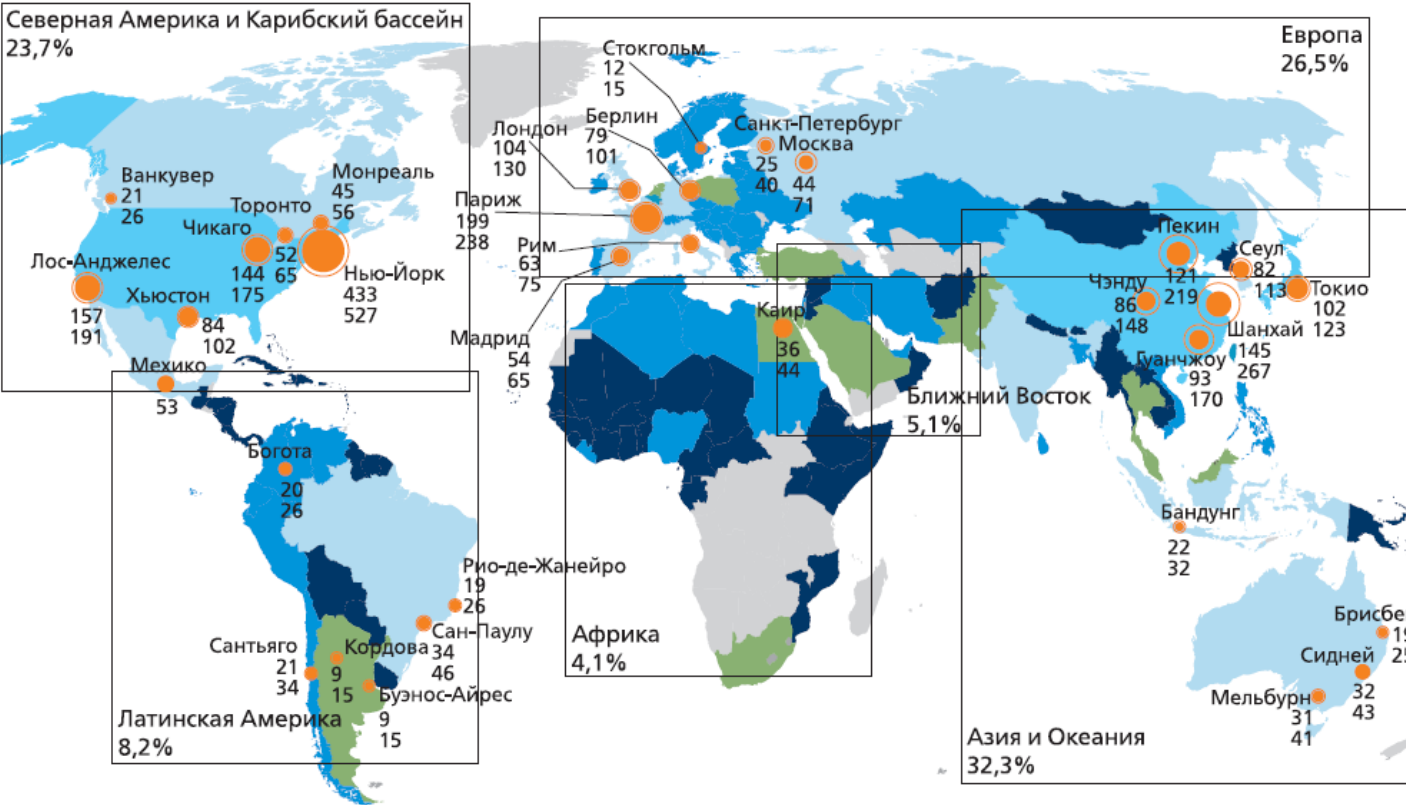 Северная Америка и Карибский бассейн
23,7%
Ванкувер
21
26
Монреаль
45
56
Торонто
52
65
Чикаго
144
175
Нью-Йорк
433
527
Лос-Анджелес
157
191
Хьюстон
84
102
Мехико
53
Европа
26,5%
Стокгольм
12
15
Берлин
79
101
Лондон
104
130
Санкт-Петербург
25
40
Москва
44
71
Париж
199
238
Рим
63
75
Мадрид
54
65
Каир
36
44
Ближний Восток
5,1%
Африка
4,1%
Богота
20
26
Рио-де-Жанейро
19
26
Сан-Паулу
34
46
Сантьяго
21
34
Кордова
9
15
Буэнос-Айрес
9
15
Латинская Америка
8,2%
Пекин
121
219
Сеул
82
113
Чэнду
86
148
Токио
102
123
Шанхай
145
267
Гуанчжоу
93
170
Бандунг
22
32
Брисбе
19
25
Сидней
32
43
Мельбурн
31
41
Азия и Океания
32,3%